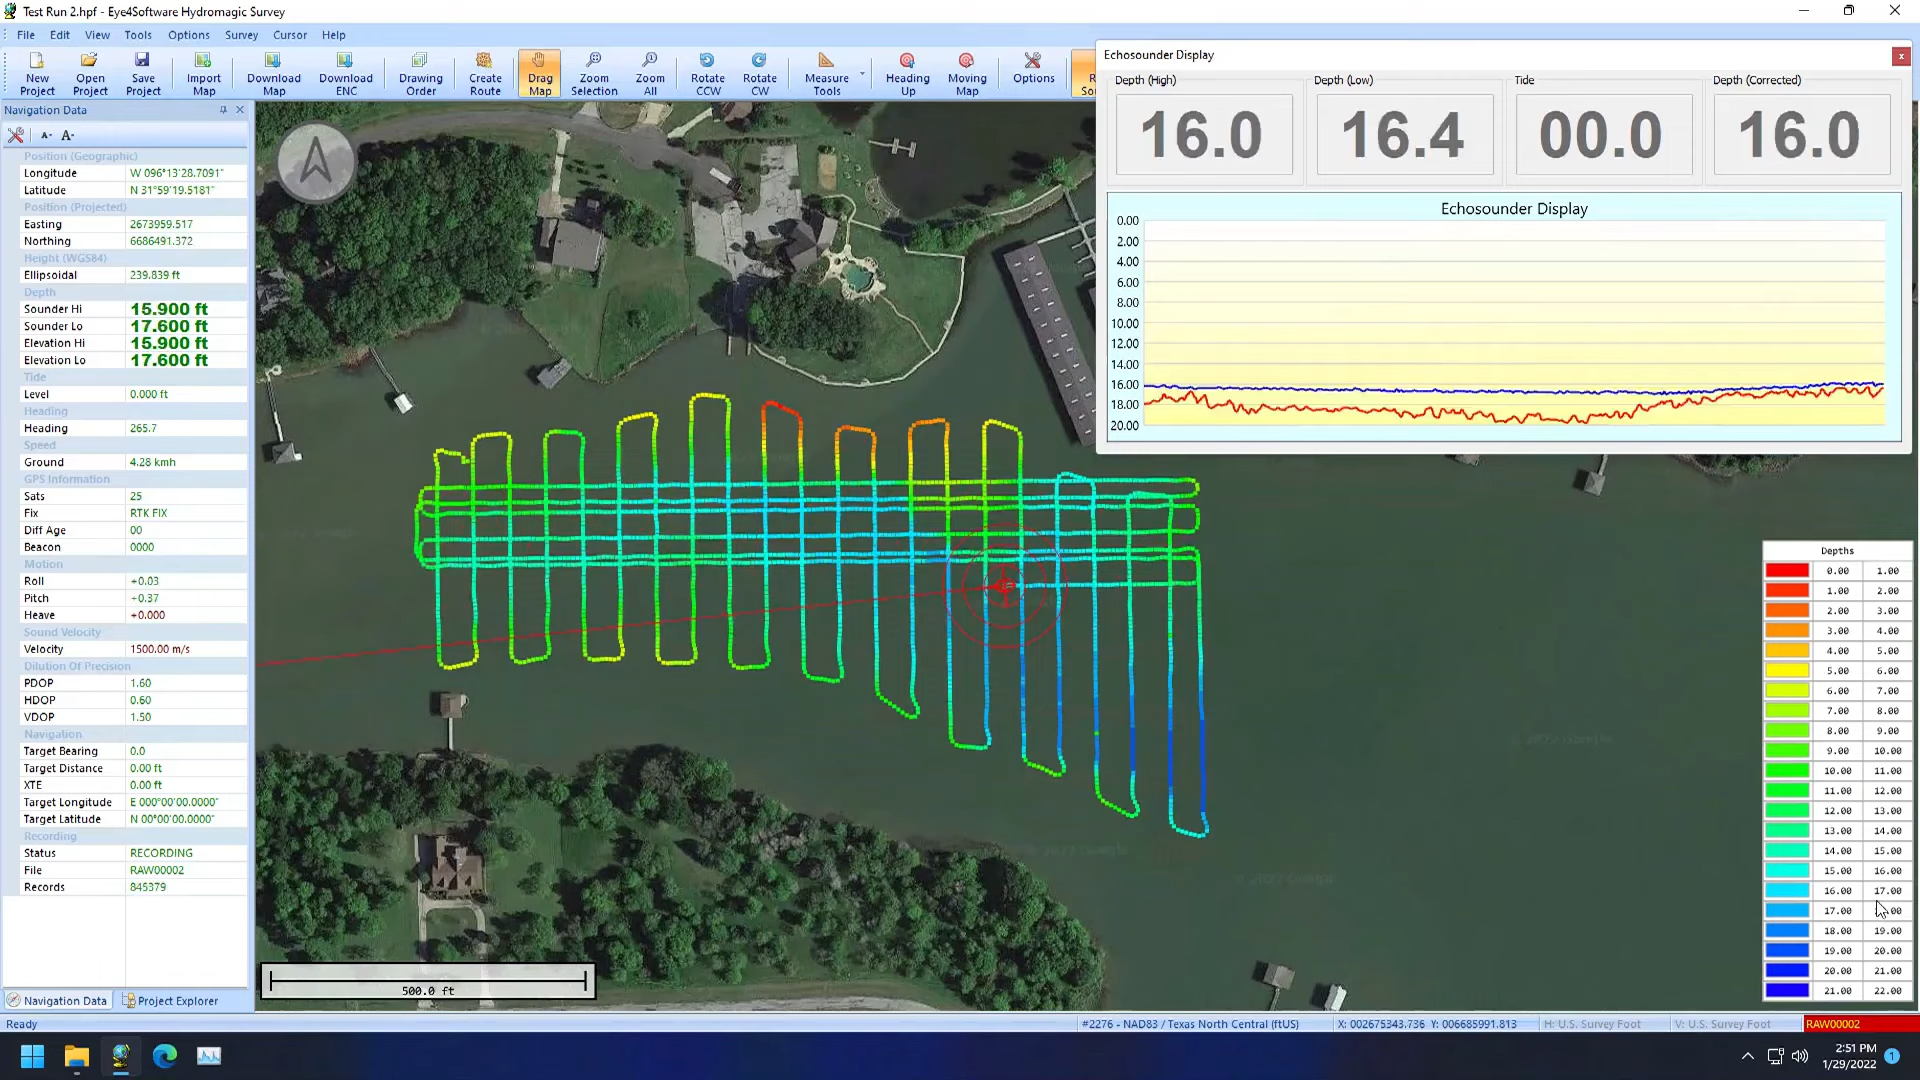 Test Run 2.hpf - Eye4Software Hydromagic Survey
File Edit View Tools Options Survey Cursor Help
New Project
Open Project
Save Project
Import Map
Download Map
Download ENC
Drawing Order
Create Route
Drag Map
Zoom Selection
Zoom All
Rotate CCW
Rotate CW
Measure Tools
Heading Up
Moving Map
Options
Navigation Data
A- A-
Position (Geographic)
Longitude W 096°13'28.7091"
Latitude N 31°59'19.5181"
Position (Projected)
Easting 2673959.517
Northing 6686491.372
Height (WGS84)
Ellipsoidal 239.839 ft
Depth
Sounder Hi 15.900 ft
Sounder Lo 17.600 ft
Elevation Hi 15.900 ft
Elevation Lo 17.600 ft
Tide
Level 0.000 ft
Heading
Heading 265.7
Speed
Ground 4.28 kmh
GPS Information
Sats 25
Fix RTK FIX
Diff Age 00
Beacon 0000
Motion
Roll +0.03
Pitch +0.37
Heave +0.000
Sound Velocity
Velocity 1500.00 m/s
Dilution Of Precision
PDOP 1.60
HDOP 0.60
VDOP 1.50
Navigation
Target Bearing 0.0
Target Distance 0.00 ft
XTE 0.00 ft
Target Longitude E 000°00'00.0000"
Target Latitude N 00°00'00.0000"
Recording
Status RECORDING
File RAW00002
Records 845379
Navigation Data Project Explorer
500.0 ft
Echosounder Display
Depth (High) Depth (Low) Tide Depth (Corrected)
16.0 16.4 00.0 16.0
Echosounder Display
0.00
2.00
4.00
6.00
8.00
10.00
12.00
14.00
16.00
18.00
20.00
Depths
0.00 1.00
1.00 2.00
2.00 3.00
3.00 4.00
4.00 5.00
5.00 6.00
6.00 7.00
7.00 8.00
8.00 9.00
9.00 10.00
10.00 11.00
11.00 12.00
12.00 13.00
13.00 14.00
14.00 15.00
15.00 16.00
16.00 17.00
17.00
18.00 19.00
19.00 20.00
20.00 21.00
21.00 22.00
Ready
#2276 - NAD83 / Texas North Central (ftUS)
X: 002675343.736 Y: 006685991.813
H: U.S. Survey Foot
V: U.S. Survey Foot
RAW00002
2:51 PM
1/29/2022
1